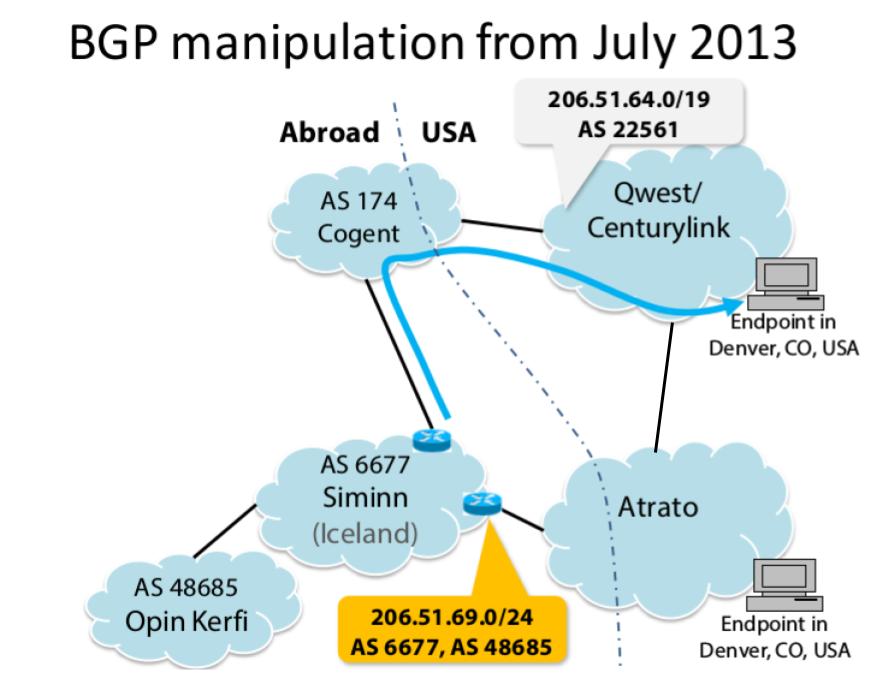 BGP manipulation from July 2013
206.51.64.0/19
AS 22561
Abroad
USA
AS 174
Cogent
Qwest/
Centurylink
Endpoint in
Denver, CO, USA
AS 6677
Siminn
(Iceland)
Atrato
AS 48685
Opin Kerfi
206.51.69.0/24
AS 6677, AS 48685
Endpoint in
Denver, CO, USA